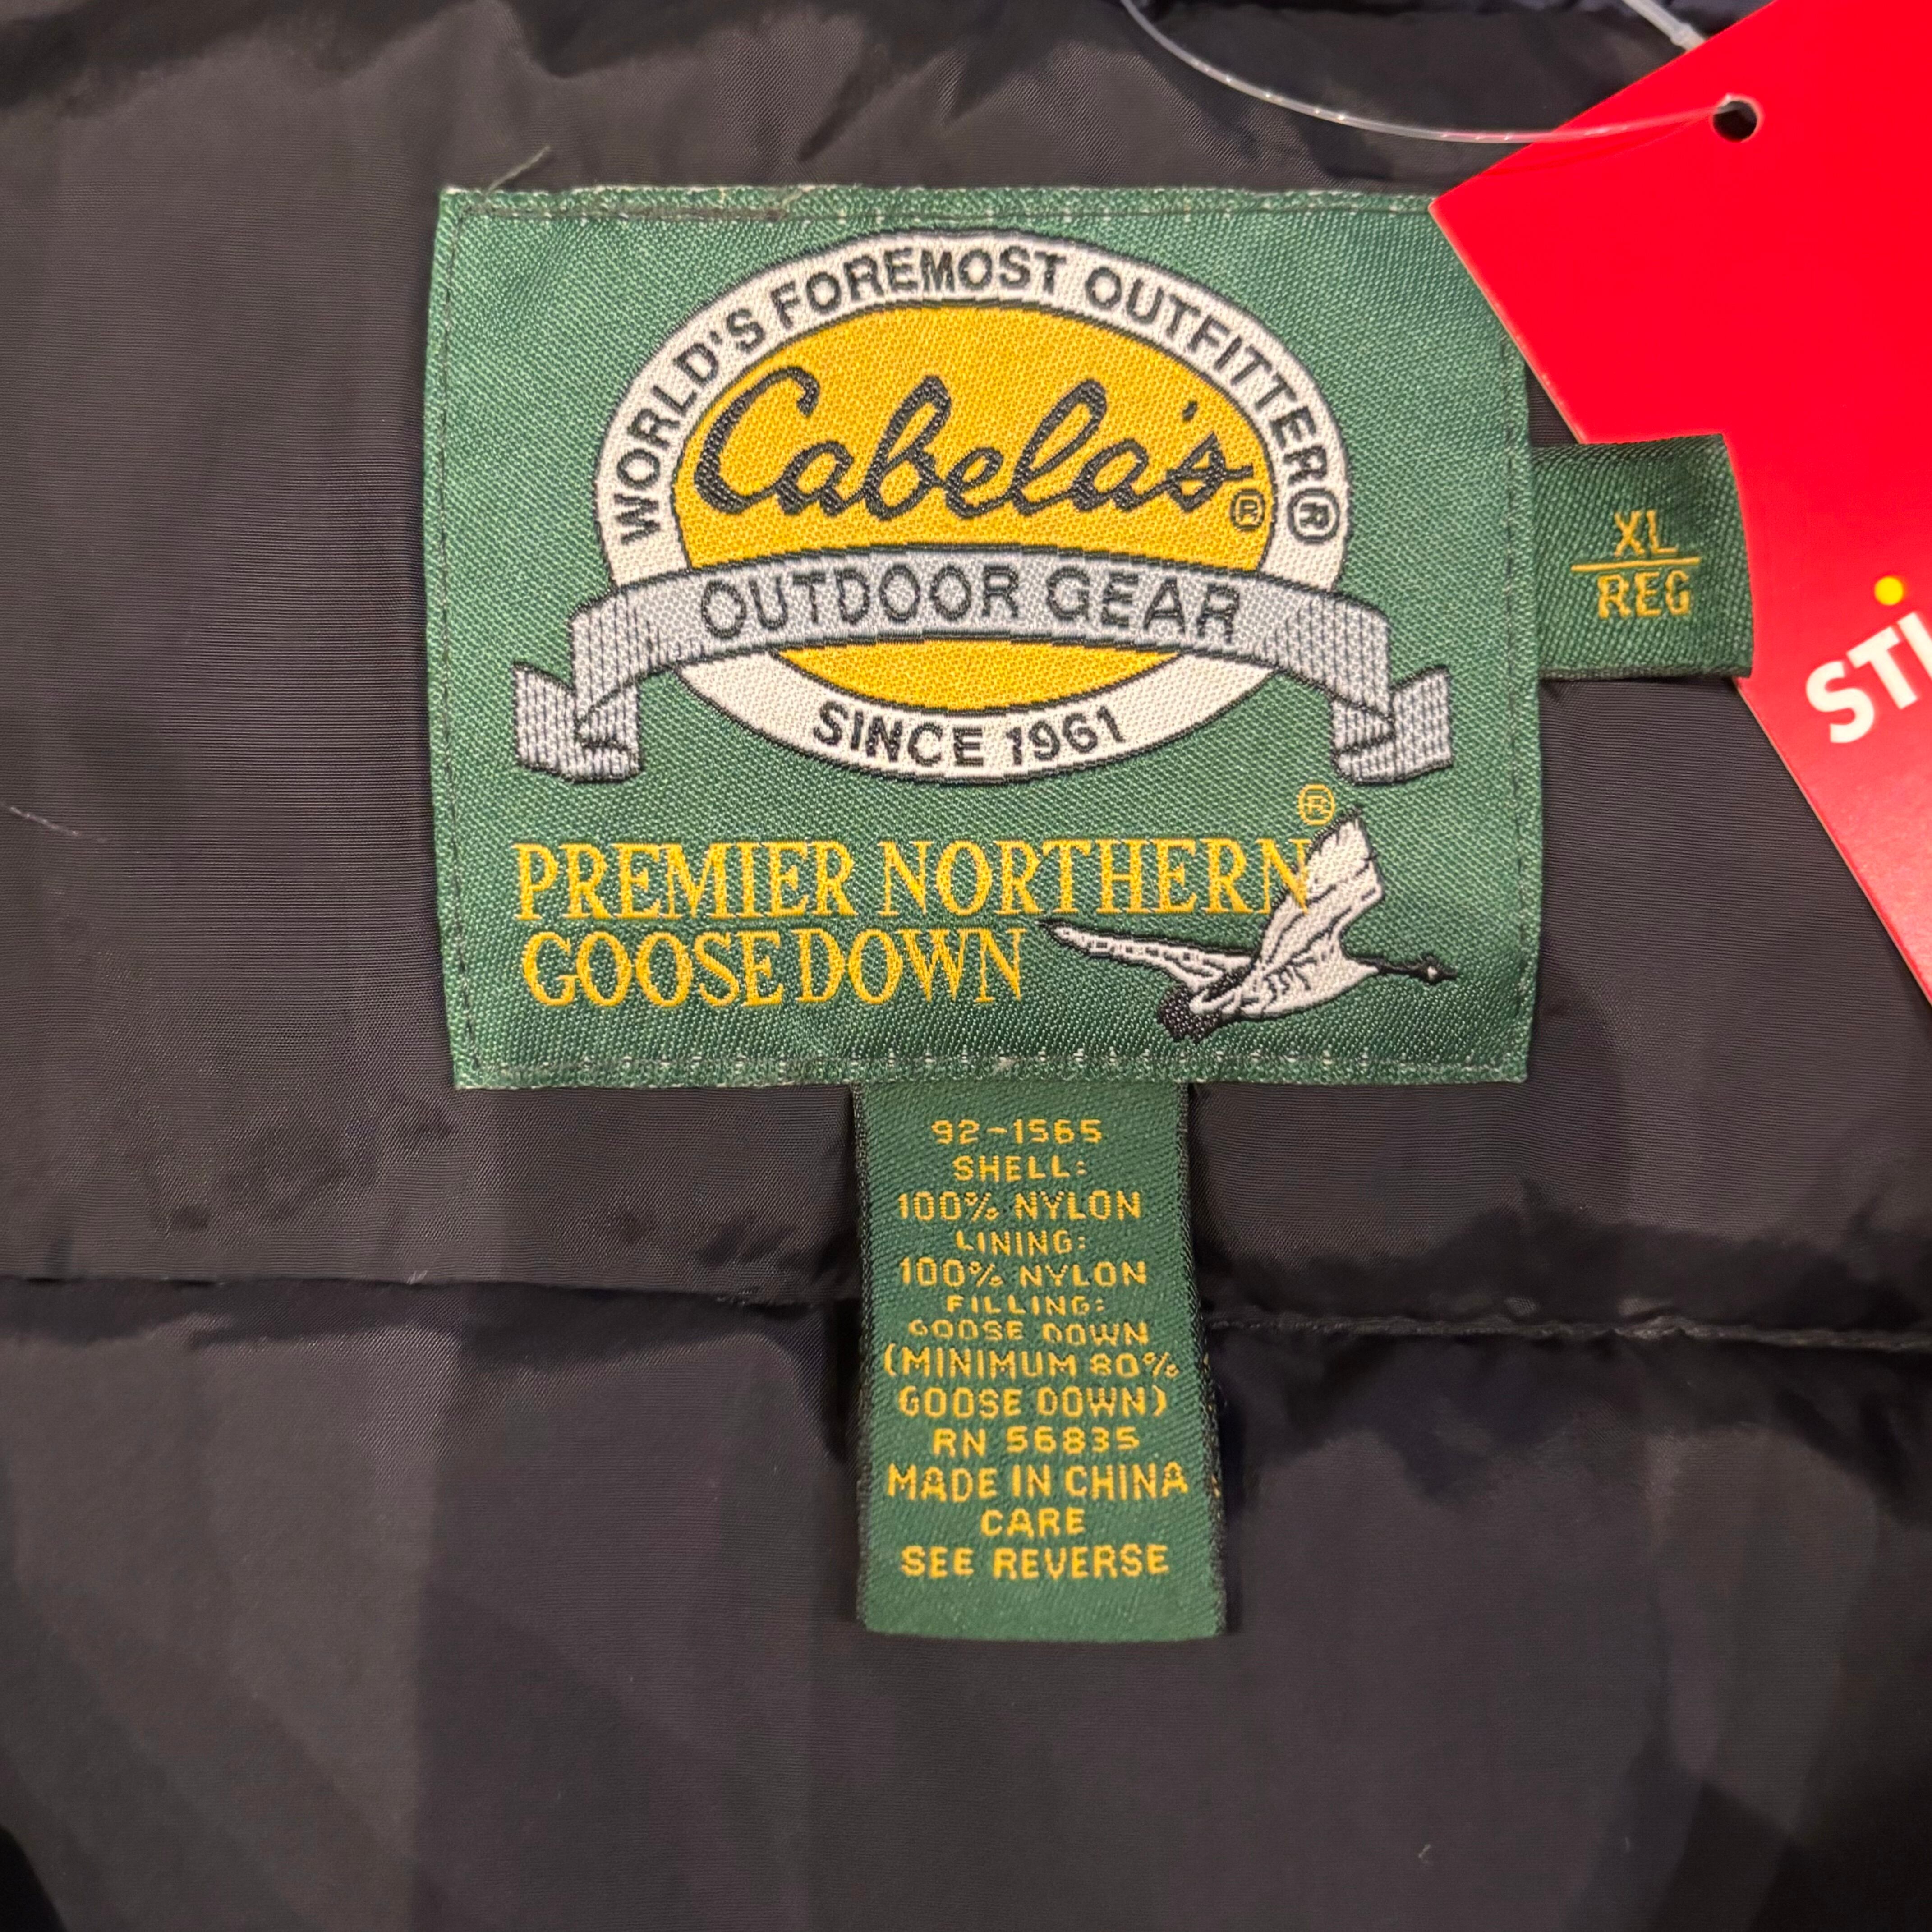 WORLD'S FOREMOST OUTFITTER®
Cabela's®
OUTDOOR GEAR
SINCE 1961
PREMIER NORTHERN®
GOOSE DOWN
XL
REG
92-1565
SHELL:
100% NYLON
LINING:
100% NYLON
FILLING:
GOOSE DOWN
(MINIMUM 80%
GOOSE DOWN)
RN 56835
MADE IN CHINA
CARE
SEE REVERSE